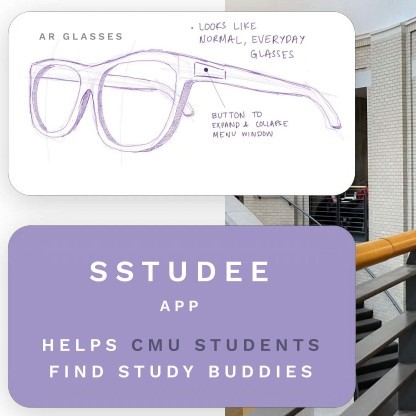 AR GLASSES
· LOOKS LIKE
NORMAL, EVERYDAY
GLASSES
BUTTON TO
EXPAND & COLLAPSE
MENU WINDOW
SSTUDEE
APP
HELPS CMU STUDENTS
FIND STUDY BUDDIES